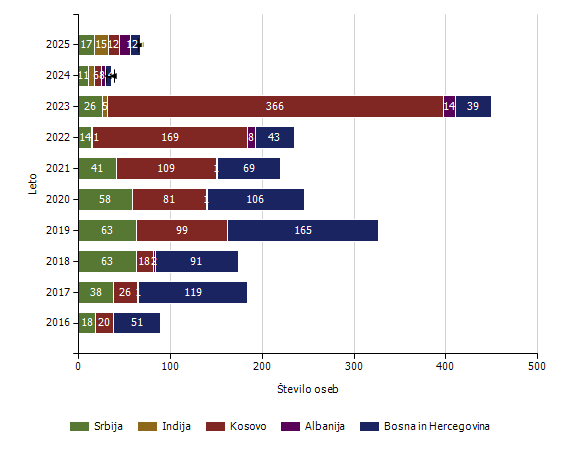 2025 17 15 12 12
2024 11 6 8
2023 26 5 366 14 39
2022 14 1 169 8 43
2021 41 109 1 69
2020 58 81 1 106
2019 63 99 165
2018 63 18 2 91
2017 38 26 1 119
2016 18 20 51
Leto
0 100 200 300 400 500
Število oseb
Srbija Indija Kosovo Albanija Bosna in Hercegovina